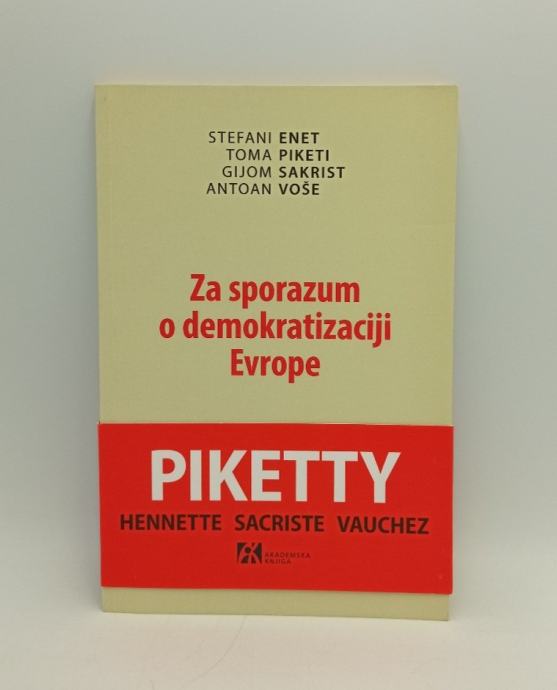 STEFANI ENET
TOMA PIKETI
GIJOM SAKRIST
ANTOAN VOŠE
Za sporazum
o demokratizaciji
Evrope
PIKETTY
HENNETTE SACRISTE VAUCHEZ
AKADEMSKA
KNJIGA